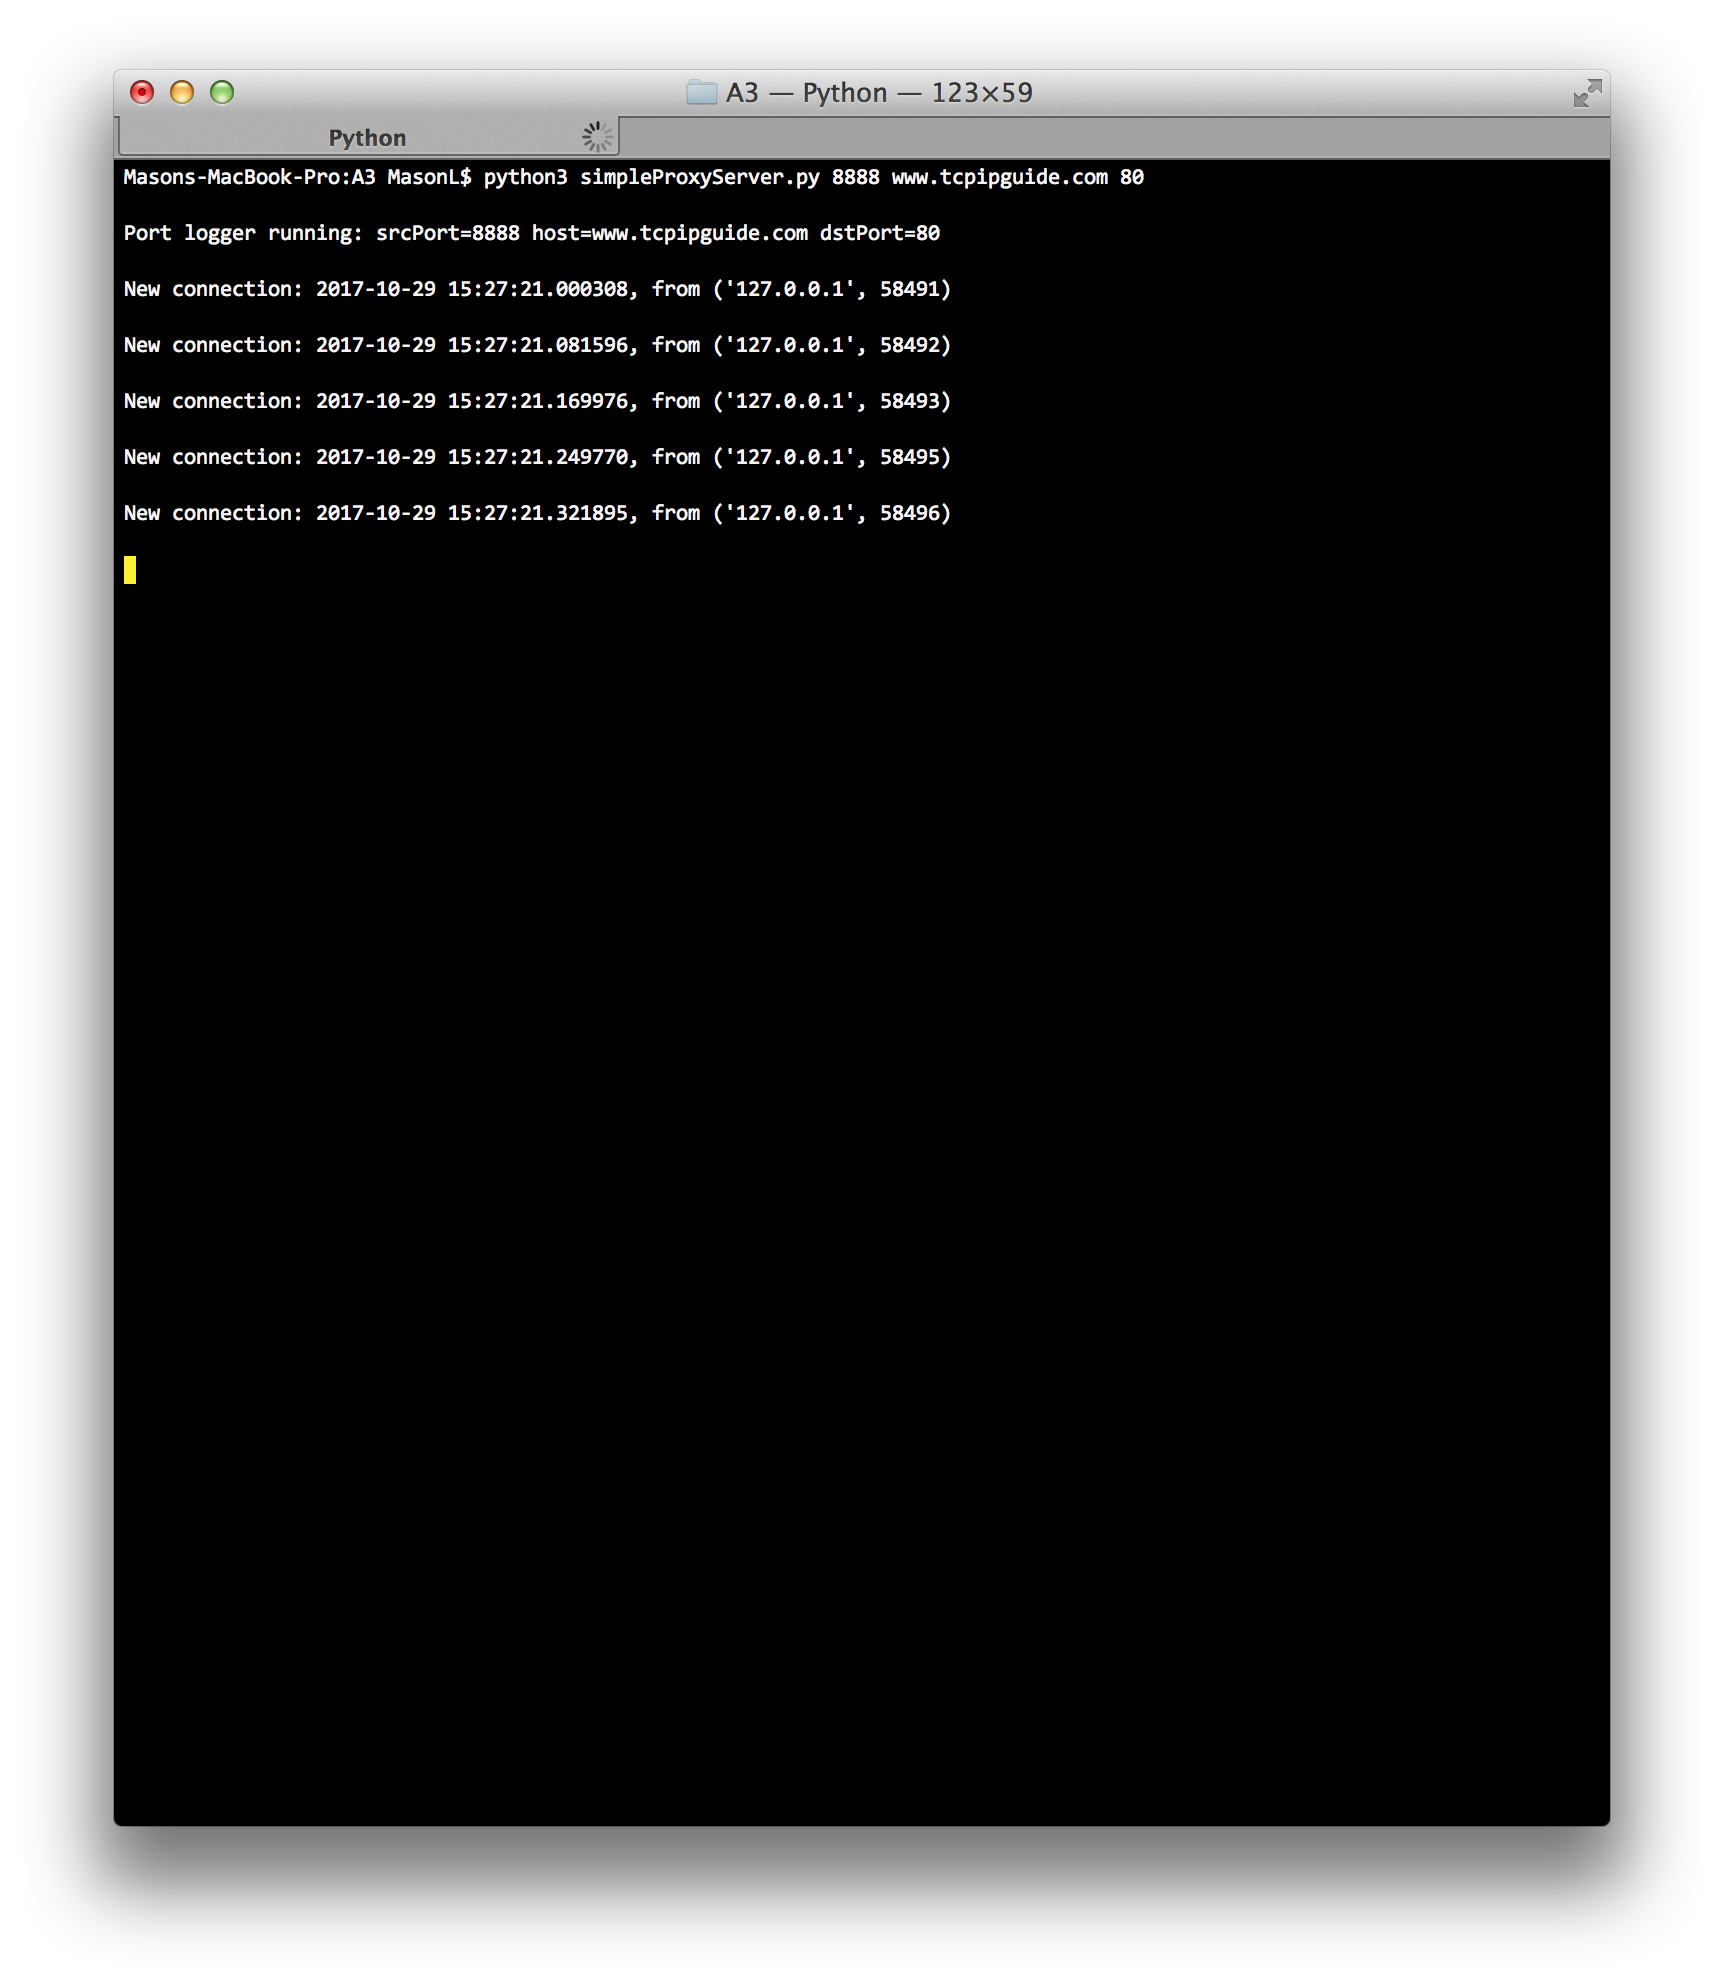 A3 — Python — 123×59
Python
Masons-MacBook-Pro:A3 MasonL$ python3 simpleProxyServer.py 8888 www.tcpipguide.com 80
Port logger running: srcPort=8888 host=www.tcpipguide.com dstPort=80
New connection: 2017-10-29 15:27:21.000308, from ('127.0.0.1', 58491)
New connection: 2017-10-29 15:27:21.081596, from ('127.0.0.1', 58492)
New connection: 2017-10-29 15:27:21.169976, from ('127.0.0.1', 58493)
New connection: 2017-10-29 15:27:21.249770, from ('127.0.0.1', 58495)
New connection: 2017-10-29 15:27:21.321895, from ('127.0.0.1', 58496)